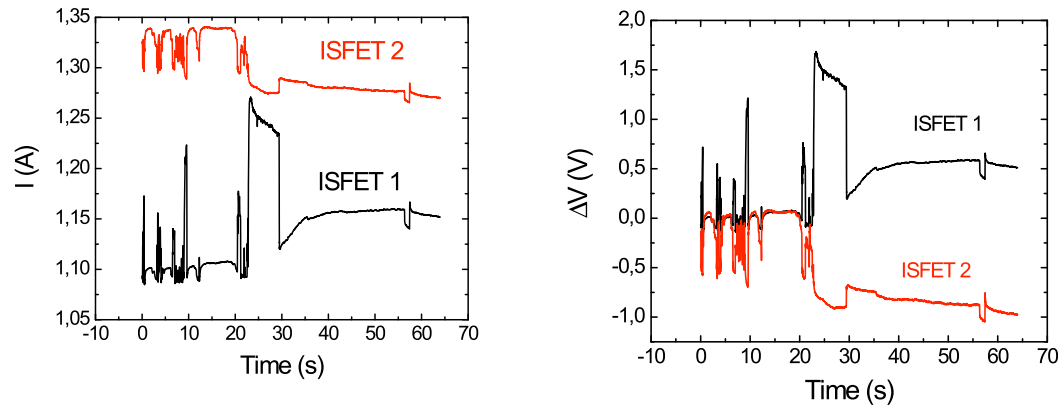 1,35
1,30
1,25
1,20
1,15
1,10
1,05
I (A)
ISFET 2
ISFET 1
-10 0 10 20 30 40 50 60 70
Time (s)
2,0
1,5
1,0
0,5
0,0
-0,5
-1,0
ΔV (V)
ISFET 1
ISFET 2
-10 0 10 20 30 40 50 60 70
Time (s)